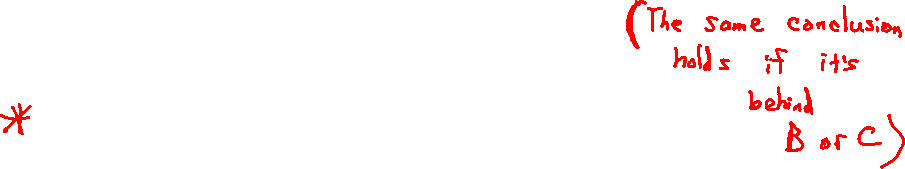 (The same conclusion
holds if it's
behind
B or C)
*